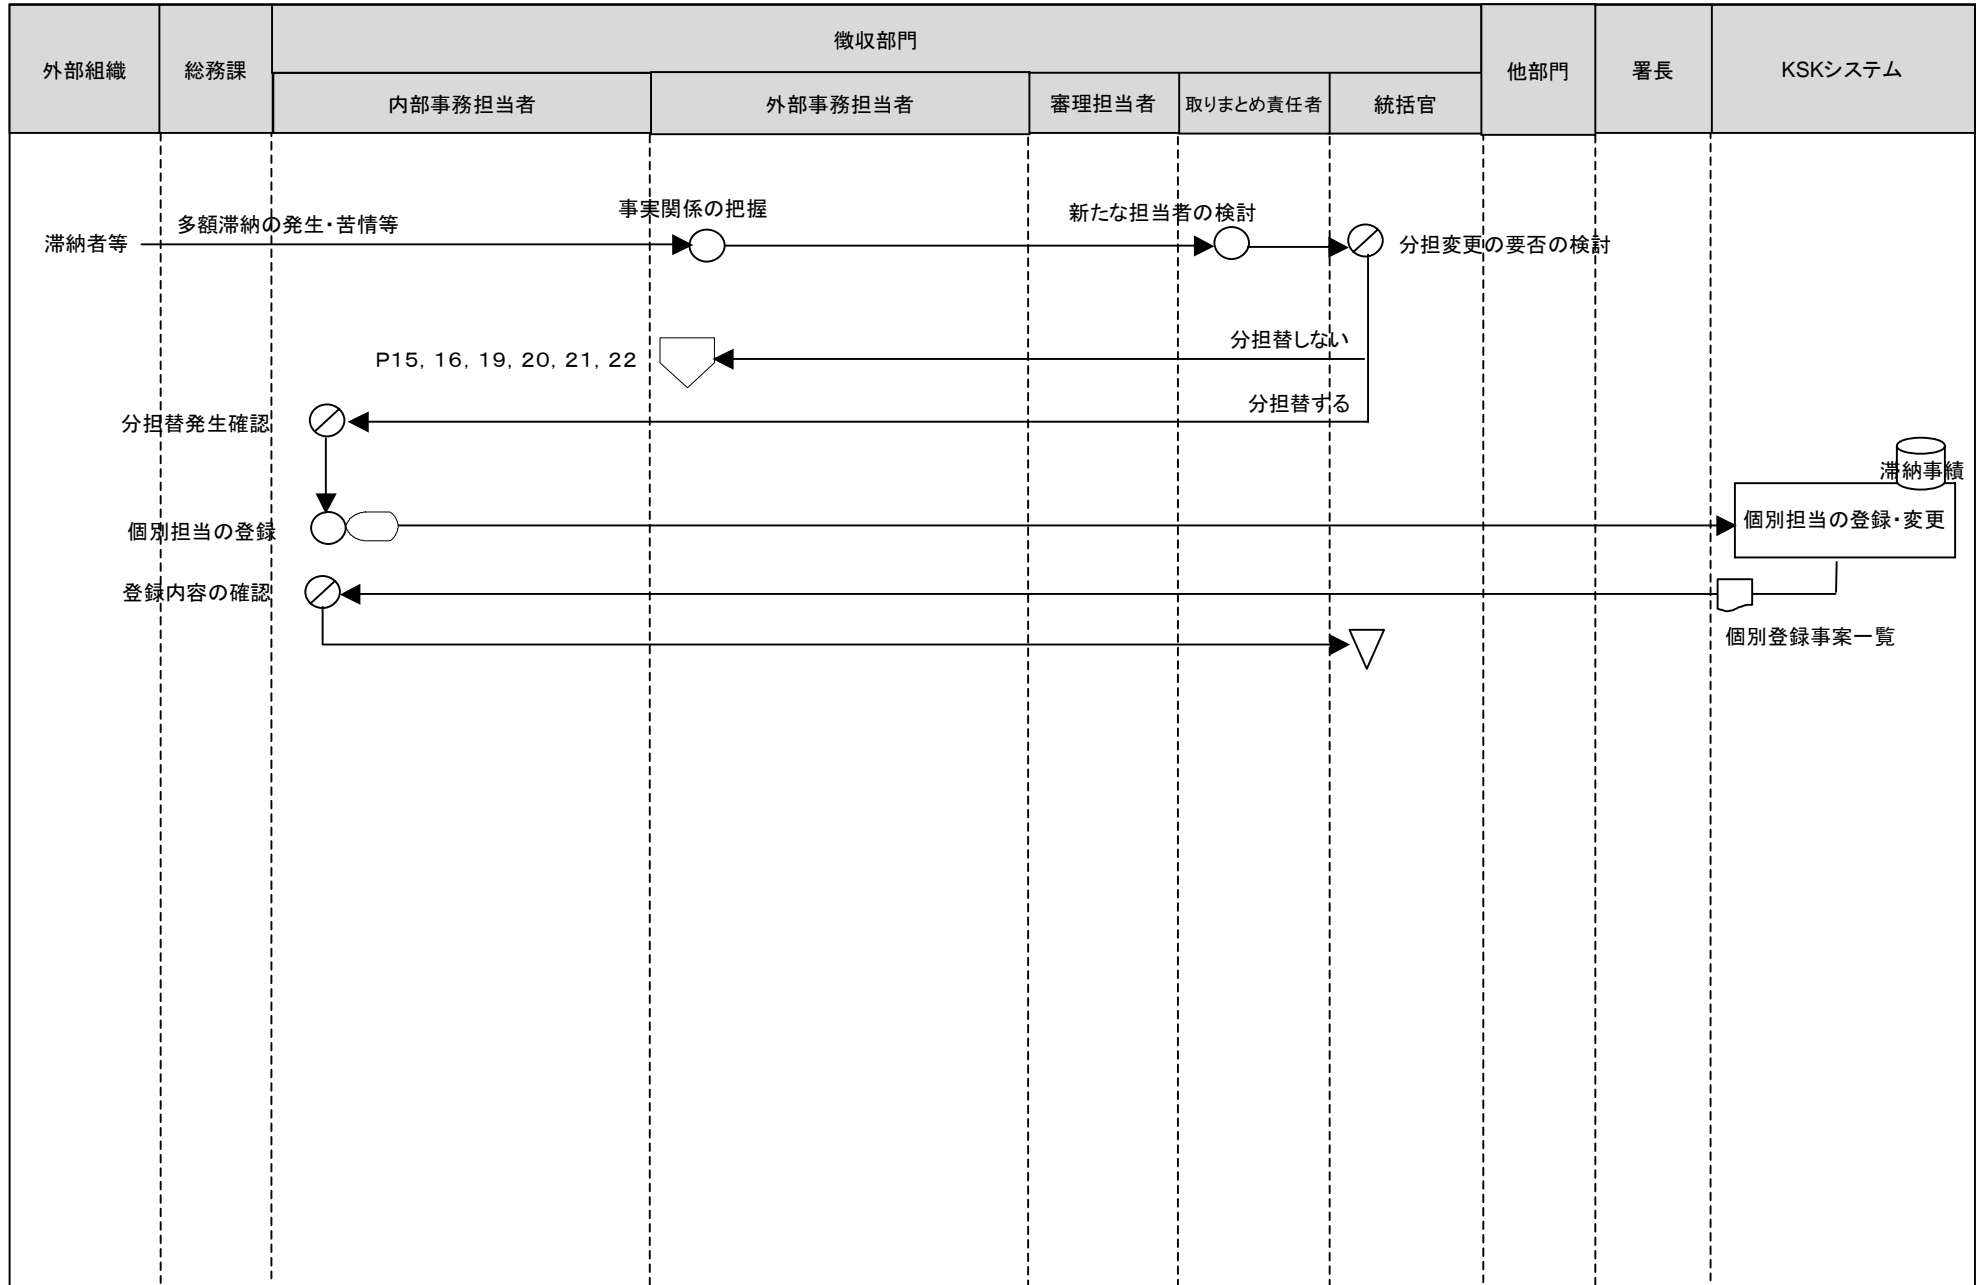 外部組織
総務課
徴収部門
他部門
署長
KSKシステム
内部事務担当者
外部事務担当者
審理担当者
取りまとめ責任者
統括官
事実関係の把握
新たな担当者の検討
多額滞納の発生・苦情等
滞納者等
分担変更の要否の検討
分担替しない
P15, 16, 19, 20, 21, 22
分担替する
分担替発生確認
滞納事績
個別担当の登録・変更
個別担当の登録
登録内容の確認
個別登録事案一覧